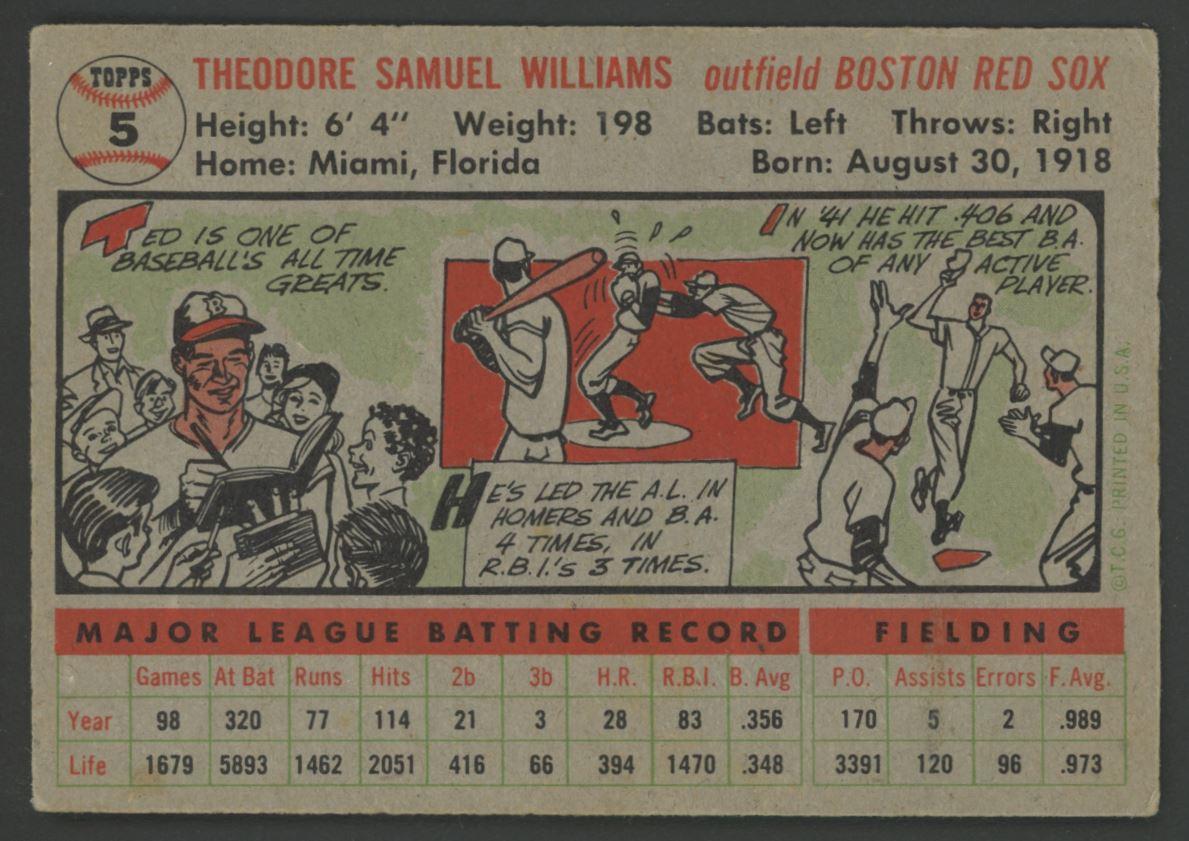 TOPPS
5
THEODORE SAMUEL WILLIAMS outfield BOSTON RED SOX
Height: 6' 4" Weight: 198 Bats: Left Throws: Right
Home: Miami, Florida Born: August 30, 1918
TED IS ONE OF
BASEBALL'S ALL TIME
GREATS.
B
HE'S LED THE A.L. IN
HOMERS AND B.A.
4 TIMES, IN
R.B.I.'S 3 TIMES.
IN '41 HE HIT .406 AND
NOW HAS THE BEST B.A.
OF ANY ACTIVE
PLAYER.
©T.C.G. PRINTED IN U.S.A.
MAJOR LEAGUE BATTING RECORD FIELDING
Games At Bat Runs Hits 2b 3b H.R. R.B.I. B. Avg P.O. Assists Errors F. Avg.
Year 98 320 77 114 21 3 28 83 .356 170 5 2 .989
Life 1679 5893 1462 2051 416 66 394 1470 .348 3391 120 96 .973